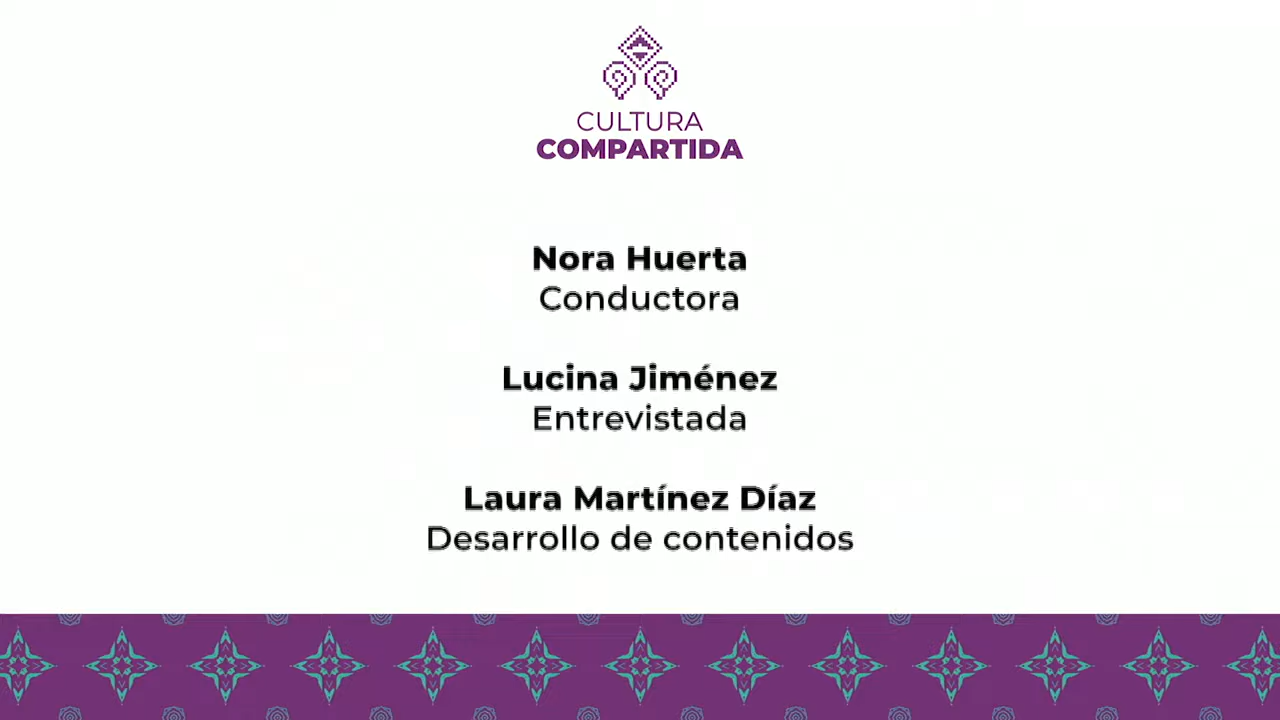 CULTURA
COMPARTIDA
Nora Huerta
Conductora
Lucina Jiménez
Entrevistada
Laura Martínez Díaz
Desarrollo de contenidos